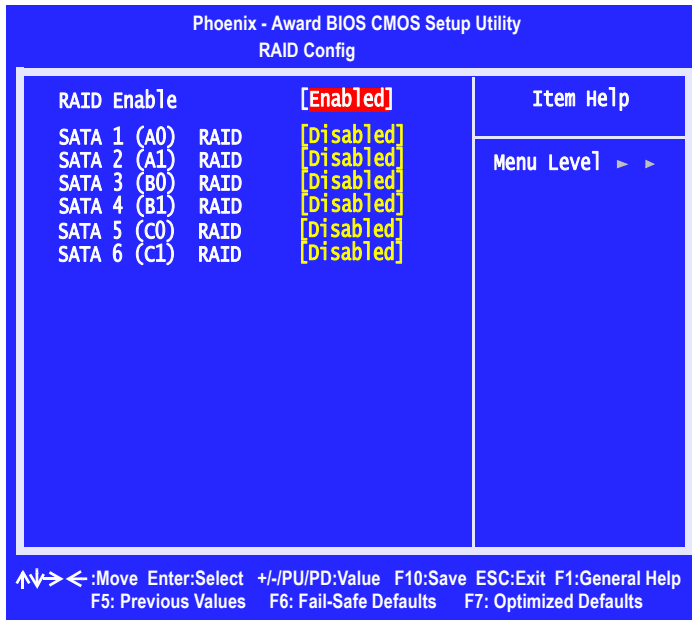 Phoenix - Award BIOS CMOS Setup Utility
RAID Config
RAID Enable [Enabled]
SATA 1 (A0) RAID [Disabled]
SATA 2 (A1) RAID [Disabled]
SATA 3 (B0) RAID [Disabled]
SATA 4 (B1) RAID [Disabled]
SATA 5 (C0) RAID [Disabled]
SATA 6 (C1) RAID [Disabled]
Item Help
Menu Level ► ►
↑↓→←:Move Enter:Select +/-/PU/PD:Value F10:Save ESC:Exit F1:General Help
F5: Previous Values F6: Fail-Safe Defaults F7: Optimized Defaults